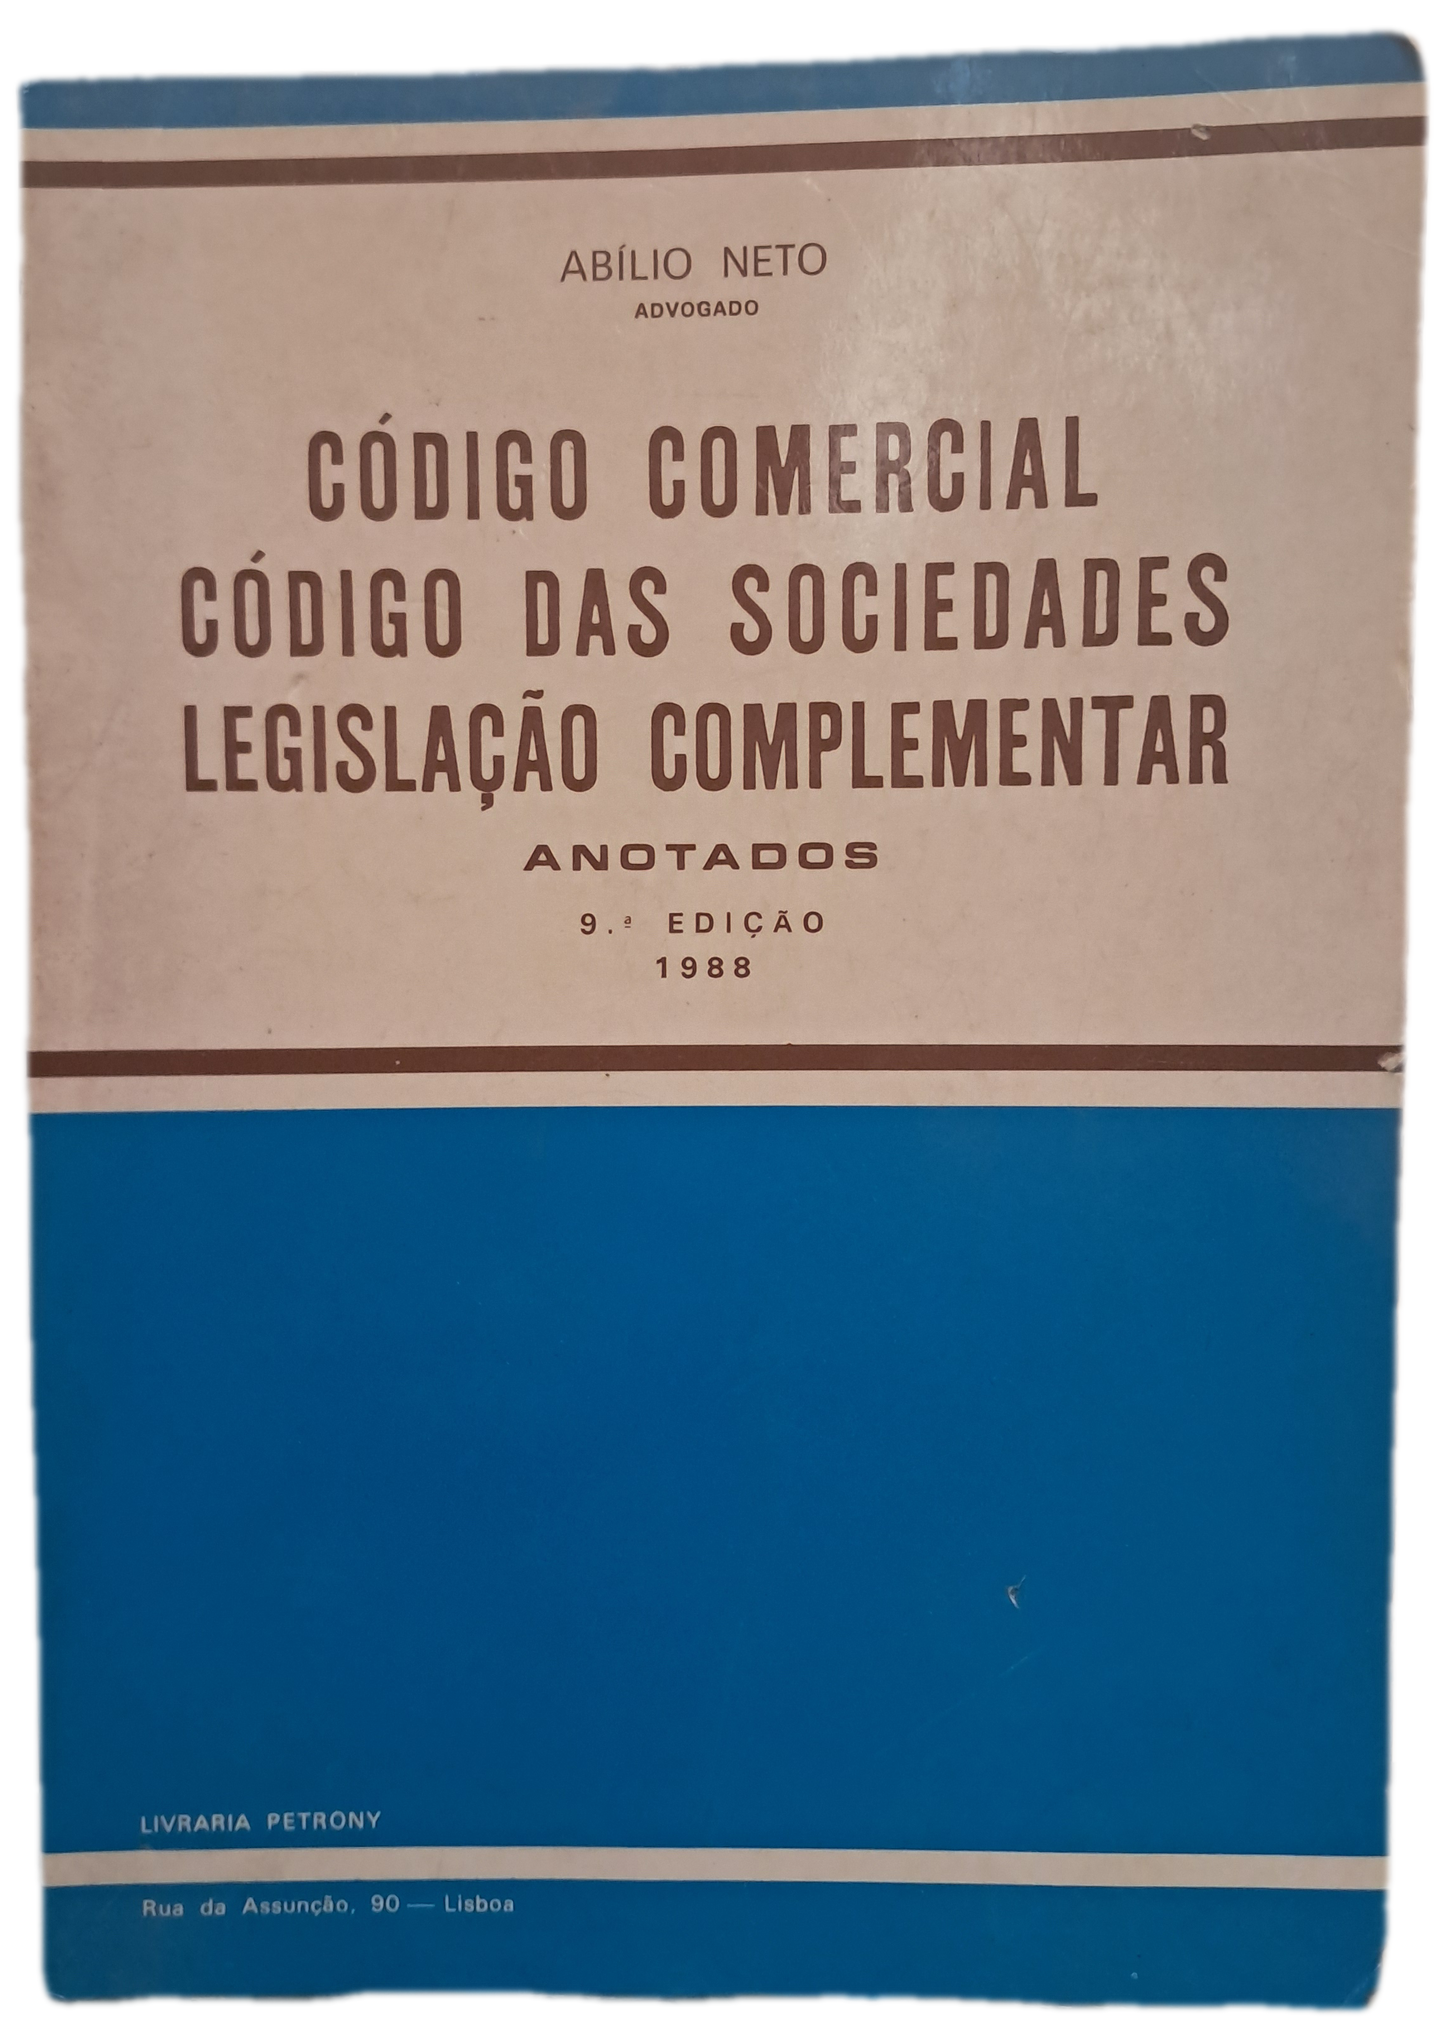 ABÍLIO NETO
ADVOGADO
CÓDIGO COMERCIAL
CÓDIGO DAS SOCIEDADES
LEGISLAÇÃO COMPLEMENTAR
ANOTADOS
9.ª EDIÇÃO
1988
LIVRARIA PETRONY
Rua da Assunção, 90 — Lisboa